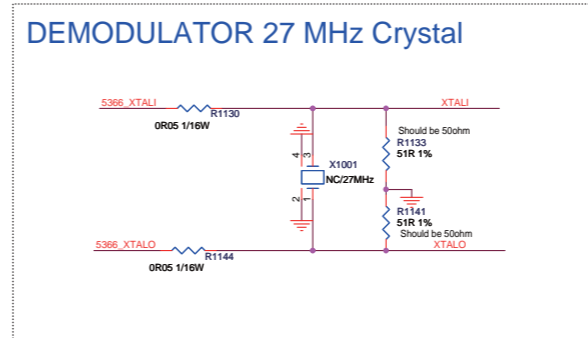 DEMODULATOR 27 MHz Crystal
5366_XTALI
XTALI
R1130
0R05 1/16W
Should be 50ohm
R1133
51R 1%
4
3
X1001
NC/27MHz
2
1
R1141
51R 1%
Should be 50ohm
5366_XTALO
XTALO
R1144
0R05 1/16W